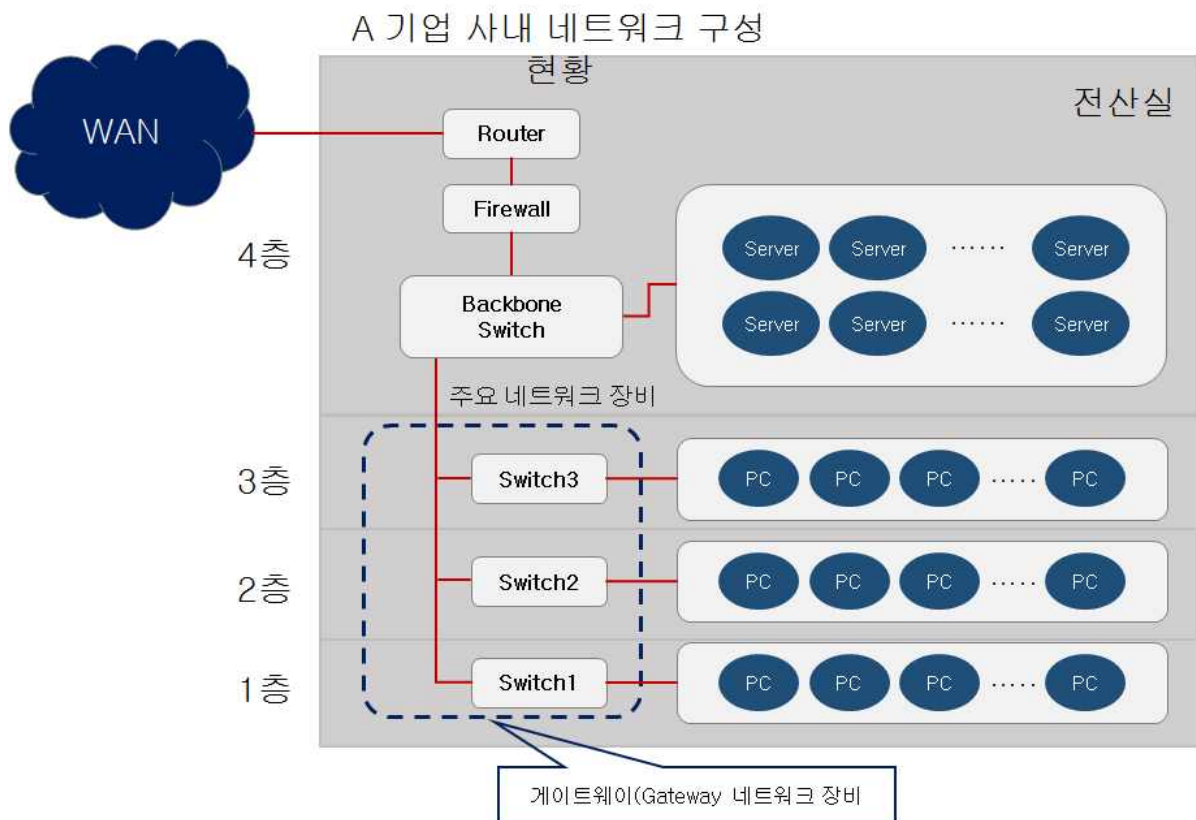 A 기업 사내 네트워크 구성
현황
전산실
WAN
Router
Firewall
4층
Server Server ...... Server
Backbone
Switch
Server Server ...... Server
주요 네트워크 장비
3층
Switch3
PC PC PC ..... PC
2층
Switch2
PC PC PC ..... PC
1층
Switch1
PC PC PC ..... PC
게이트웨이(Gateway 네트워크 장비